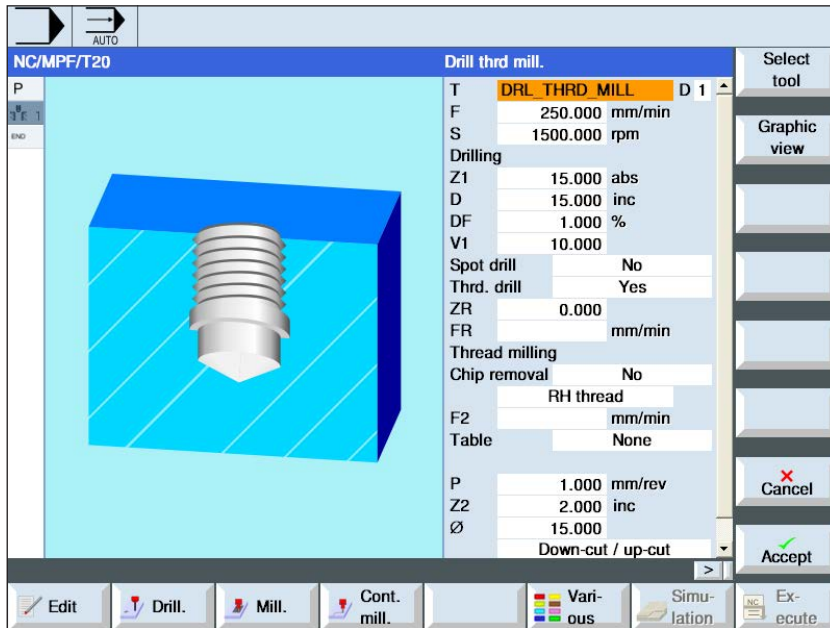 AUTO
NC/MPF/T20
Drill thrd mill.
Select tool
P
END
T DRL_THRD_MILL D 1
F 250.000 mm/min
S 1500.000 rpm
Graphic view
Drilling
Z1 15.000 abs
D 15.000 inc
DF 1.000 %
V1 10.000
Spot drill No
Thrd. drill Yes
ZR 0.000
FR mm/min
Thread milling
Chip removal No
RH thread
F2 mm/min
Table None
P 1.000 mm/rev
Z2 2.000 inc
Ø 15.000
Down-cut / up-cut
Cancel
Accept
>
Edit
Drill.
Mill.
Cont. mill.
Vari-
ous
Simu-
lation
NC
Ex-
ecute